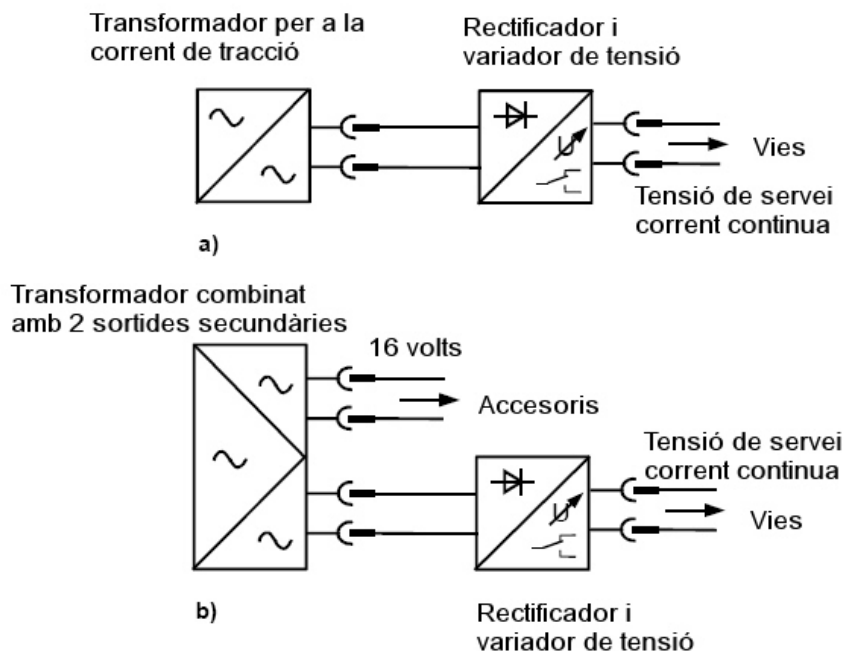 Transformador per a la
corrent de tracció
Rectificador i
variador de tensió
U
Vies
Tensió de servei
corrent continua
a)
Transformador combinat
amb 2 sortides secundàries
16 volts
Accesoris
Tensió de servei
corrent continua
U
Vies
b)
Rectificador i
variador de tensió